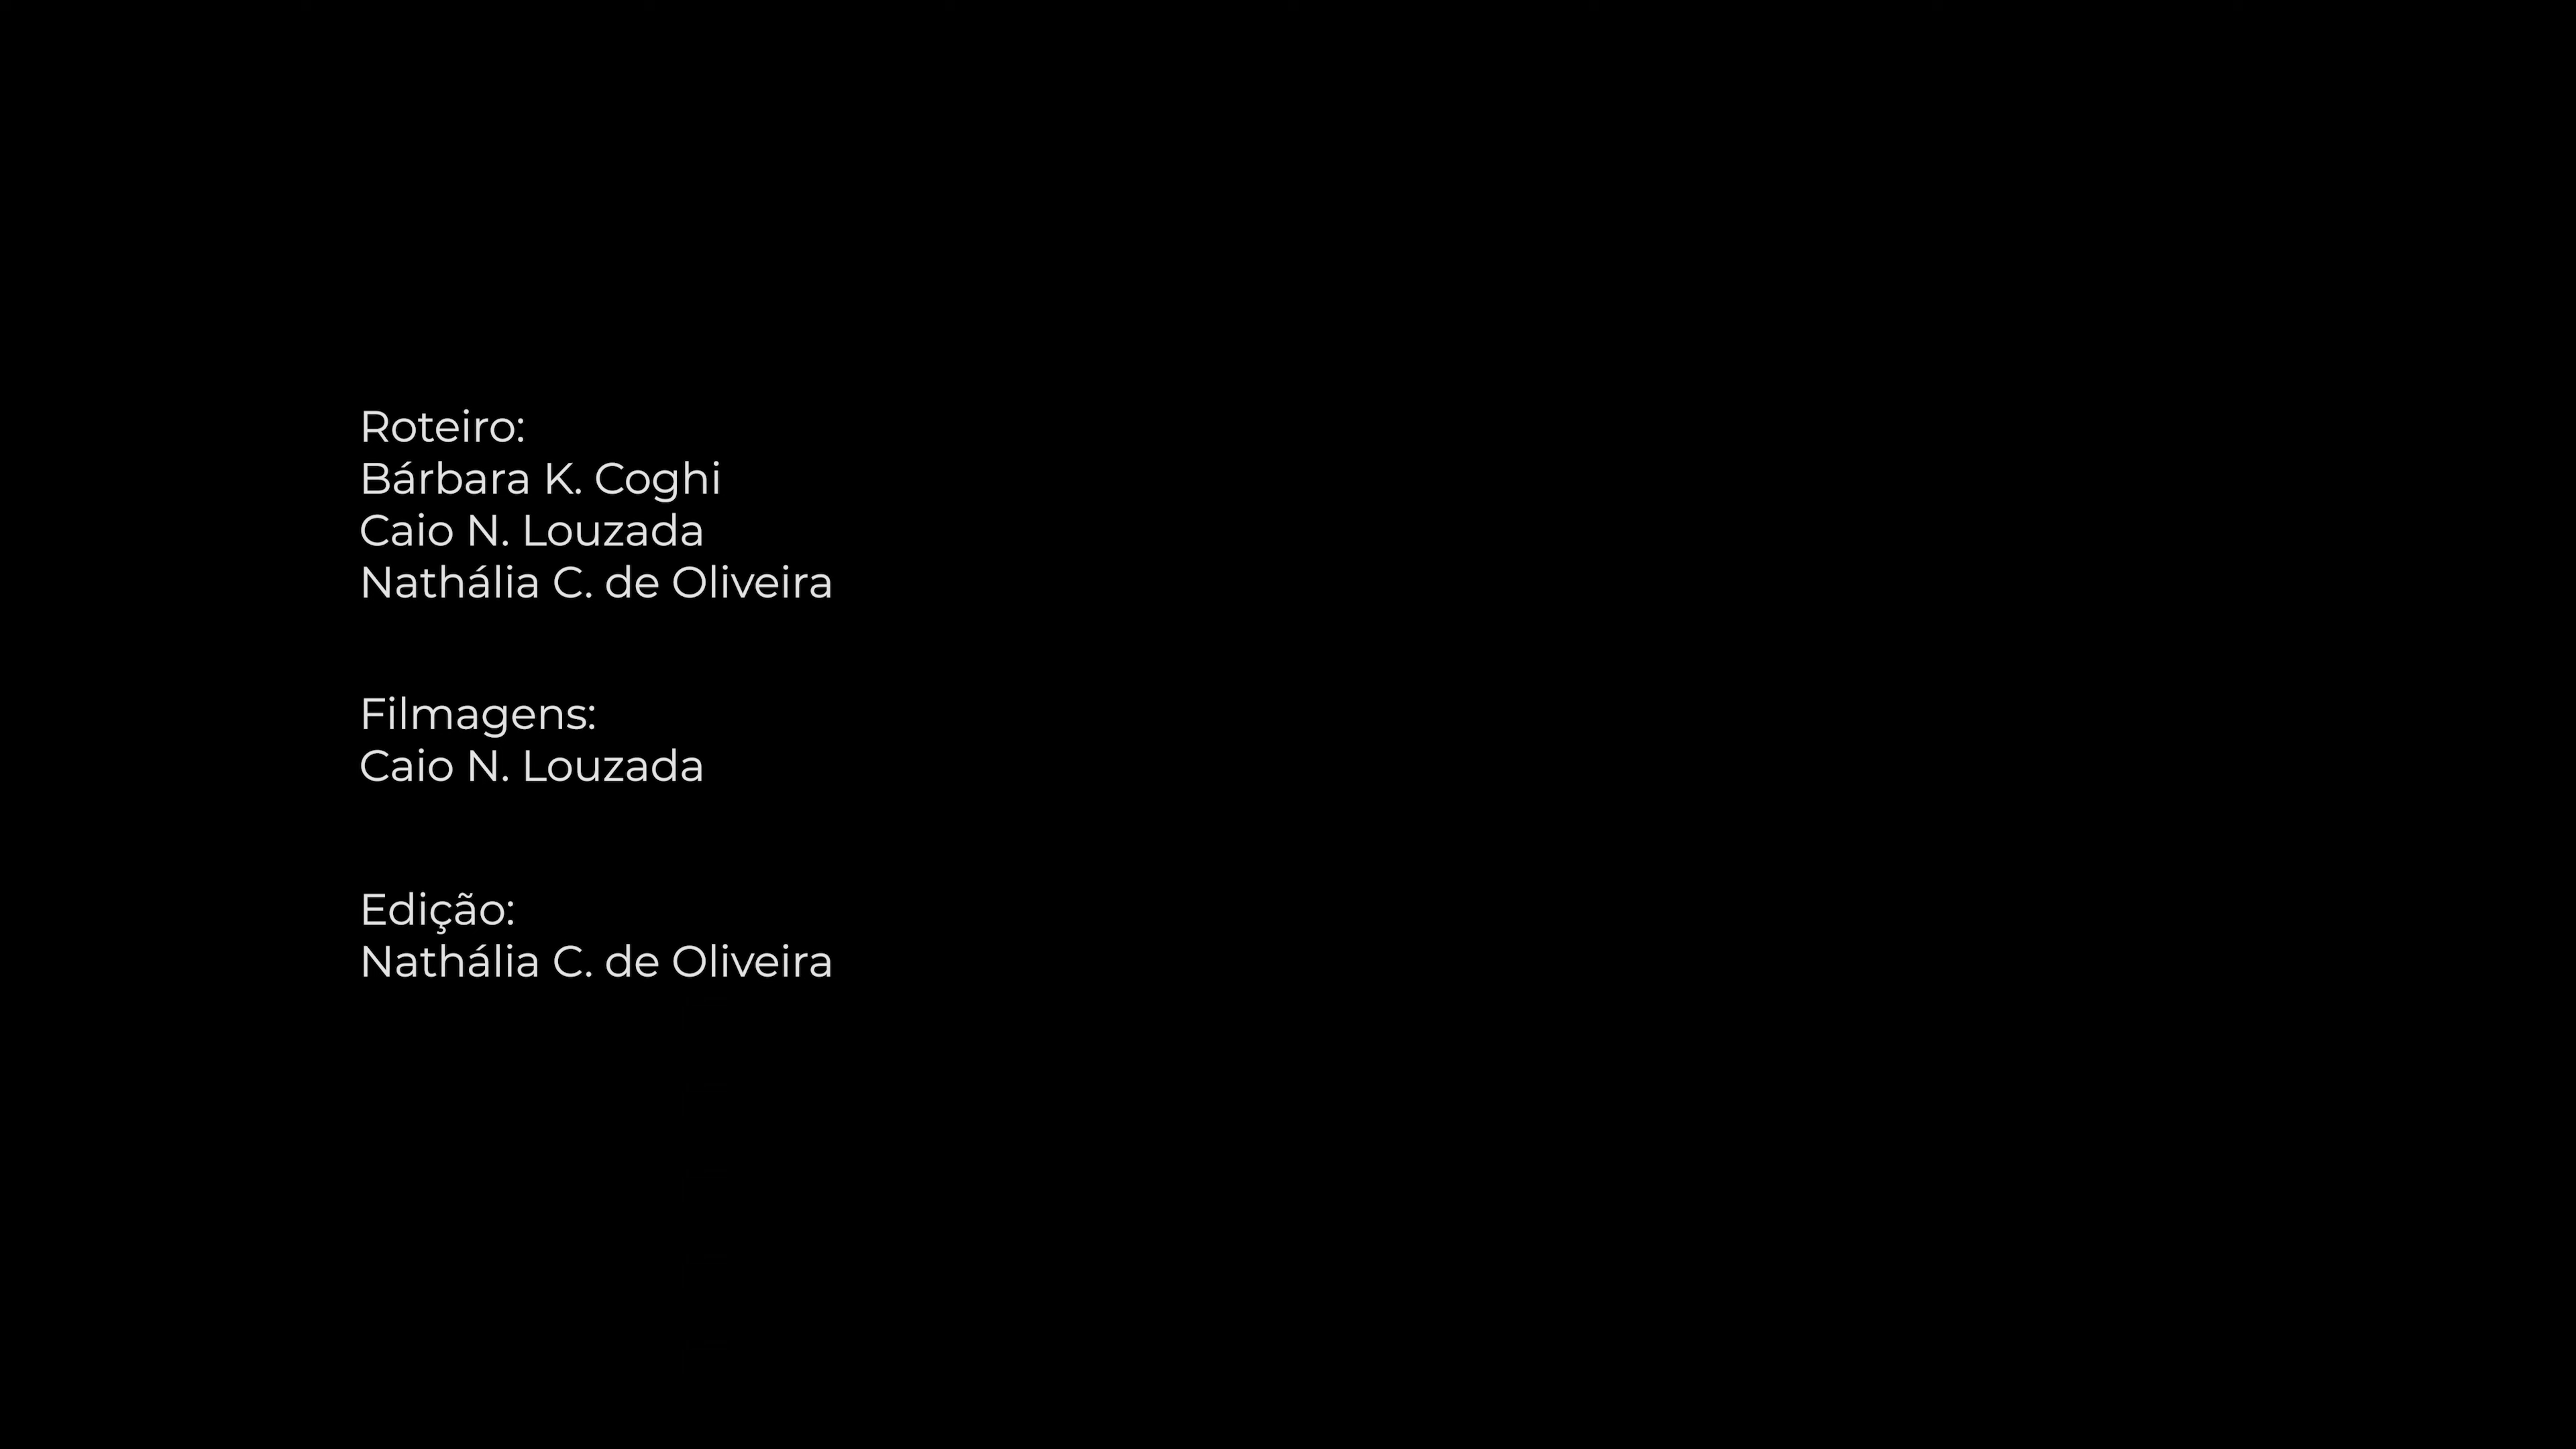 Roteiro:
Bárbara K. Coghi
Caio N. Louzada
Nathália C. de Oliveira
Filmagens:
Caio N. Louzada
Edição:
Nathália C. de Oliveira